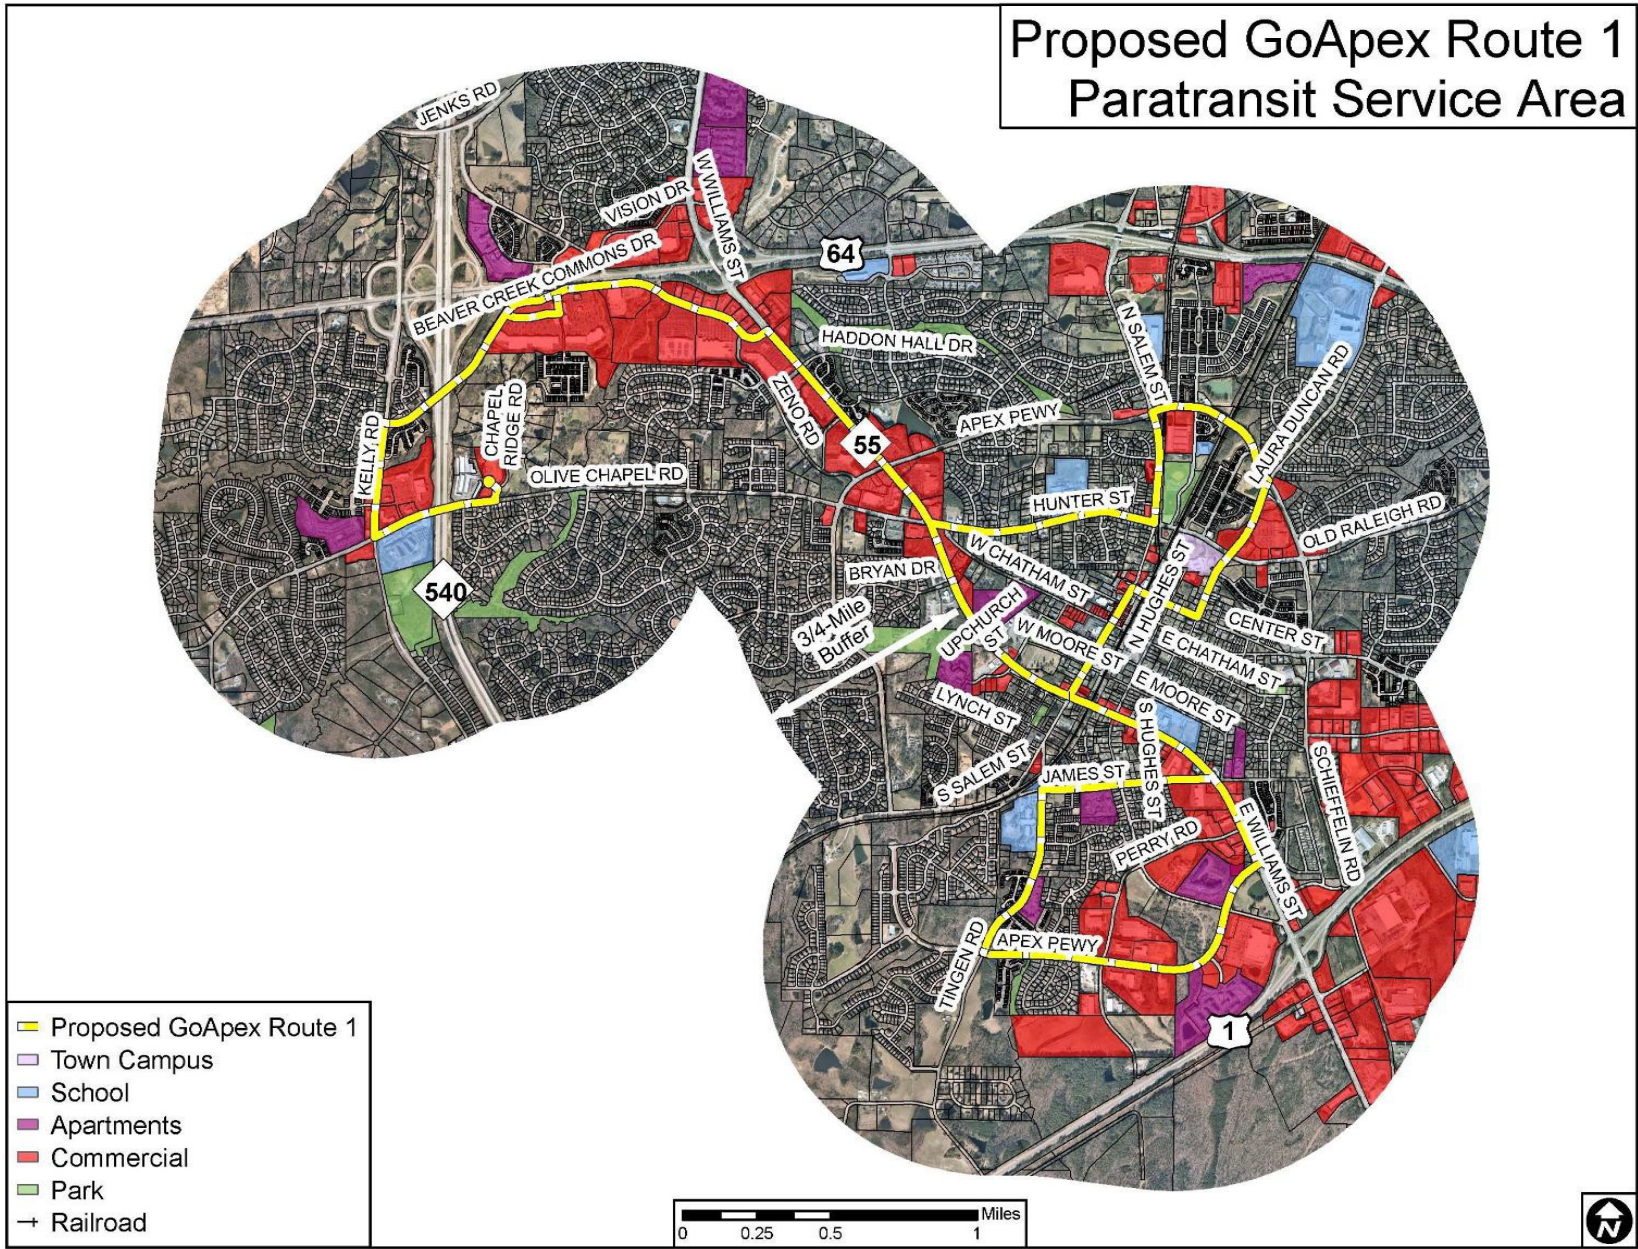 Proposed GoApex Route 1
Paratransit Service Area
JENKS RD
W WILLIAMS ST
VISION DR
BEAVER CREEK COMMONS DR
64
HADDON HALL DR
N SALEM ST
LAURA DUNCAN RD
ZENO RD
APEX PEWY
55
KELLY RD
CHAPEL
RIDGE RD
OLIVE CHAPEL RD
HUNTER ST
OLD RALEIGH RD
W CHATHAM ST
N HUGHES ST
BRYAN DR
540
3/4-Mile
Buffer
UPCHURCH
ST
W MOORE ST
CENTER ST
E CHATHAM ST
E MOORE ST
LYNCH ST
S HUGHES ST
S SALEM ST
JAMES ST
SCHIEFFELIN RD
PERRY RD
E WILLIAMS ST
TINGEN RD
APEX PEWY
1
Proposed GoApex Route 1
Town Campus
School
Apartments
Commercial
Park
Railroad
Miles
0 0.25 0.5 1
N